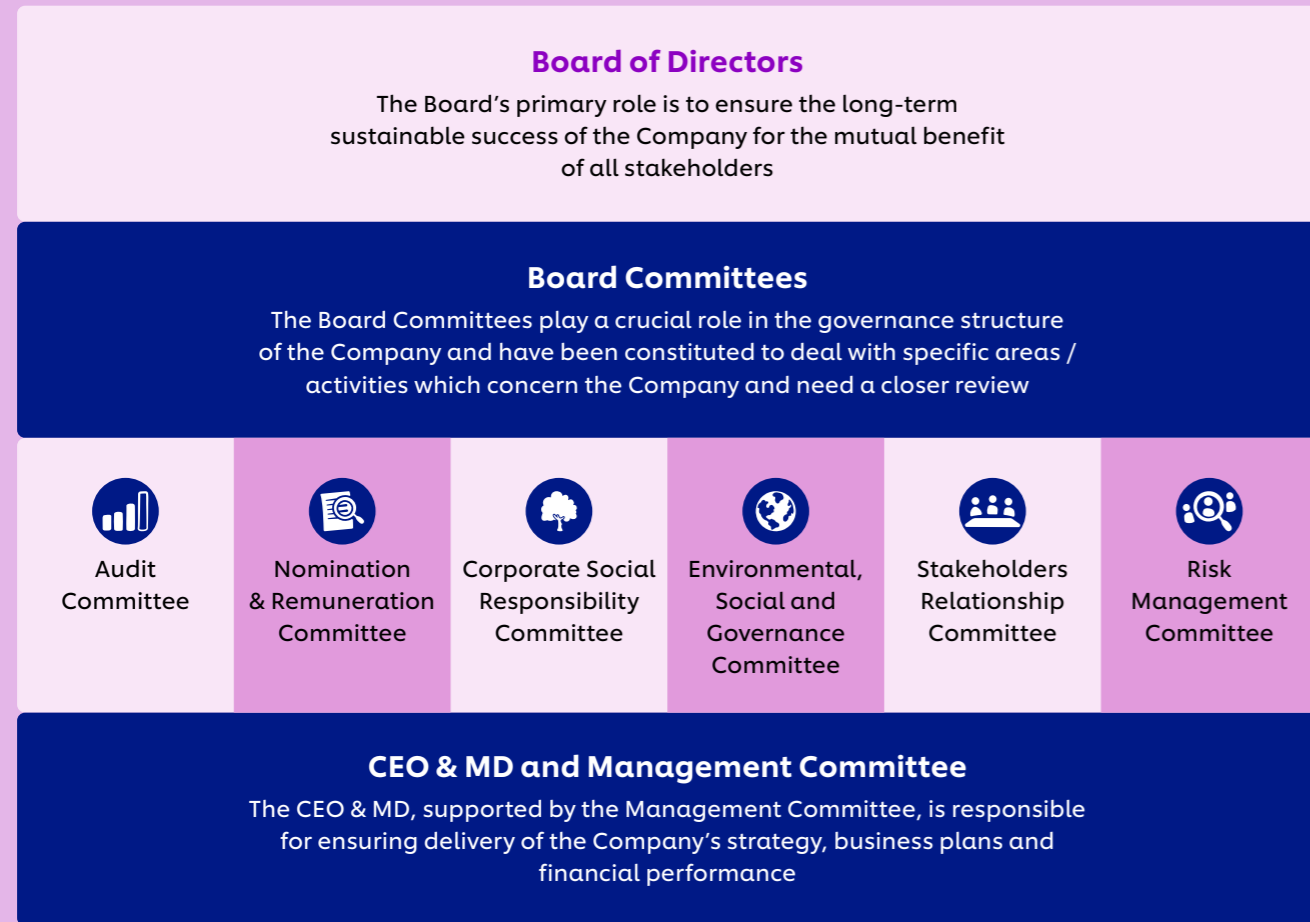 Board of Directors
The Board’s primary role is to ensure the long-term
sustainable success of the Company for the mutual benefit
of all stakeholders
Board Committees
The Board Committees play a crucial role in the governance structure
of the Company and have been constituted to deal with specific areas /
activities which concern the Company and need a closer review
Audit
Committee
Nomination
& Remuneration
Committee
Corporate Social
Responsibility
Committee
Environmental,
Social and
Governance
Committee
Stakeholders
Relationship
Committee
Risk
Management
Committee
CEO & MD and Management Committee
The CEO & MD, supported by the Management Committee, is responsible
for ensuring delivery of the Company’s strategy, business plans and
financial performance